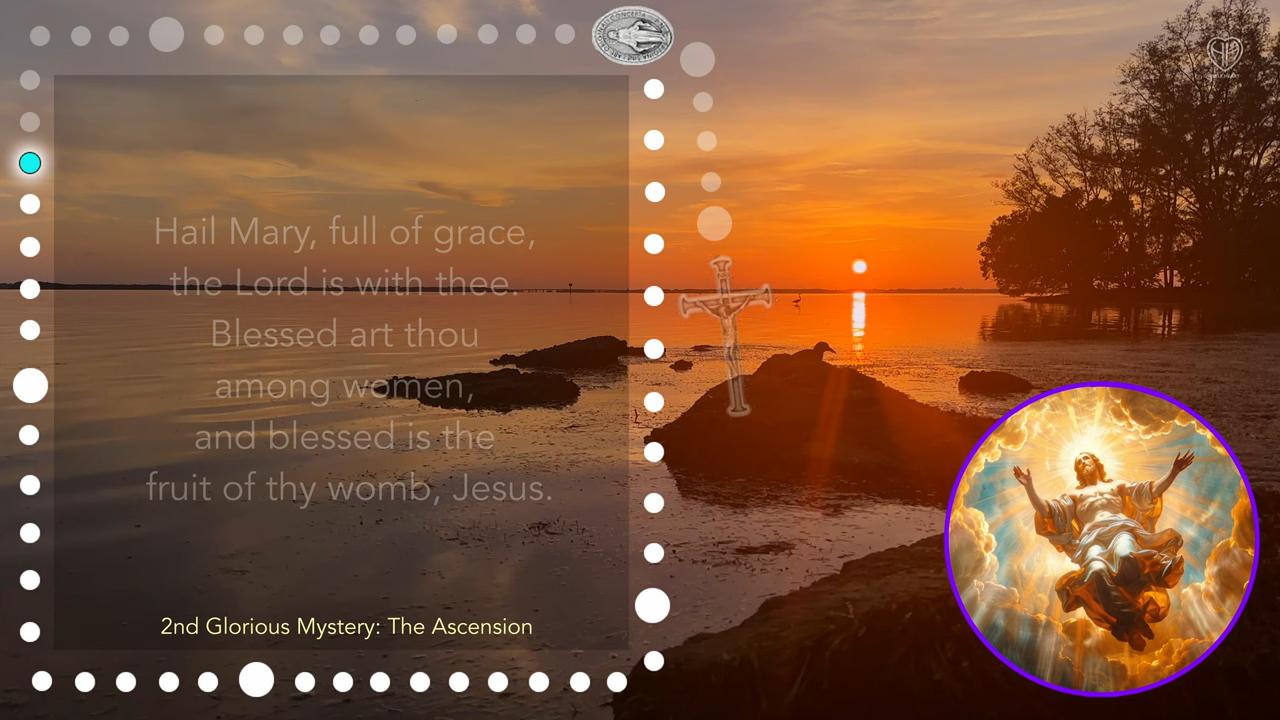 Hail Mary, full of grace,
the Lord is with thee.
Blessed art thou
among women,
and blessed is the
fruit of thy womb, Jesus.
2nd Glorious Mystery: The Ascension